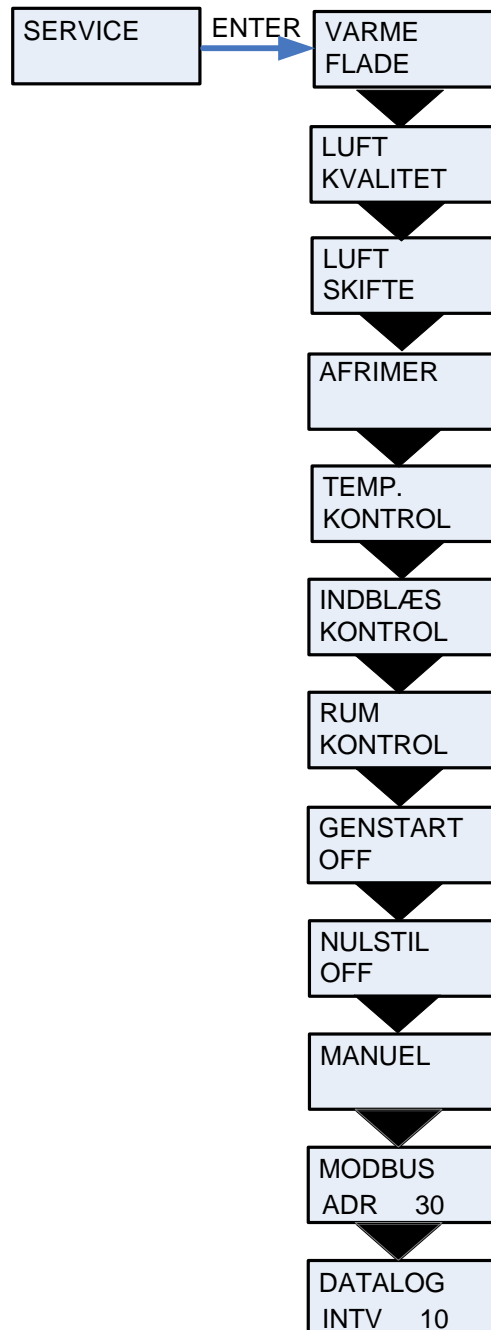 SERVICE
ENTER
VARME
FLADE
LUFT
KVALITET
LUFT
SKIFTE
AFRIMER
TEMP.
KONTROL
INDBLÆS
KONTROL
RUM
KONTROL
GENSTART
OFF
NULSTIL
OFF
MANUEL
MODBUS
ADR 30
DATALOG
INTV 10